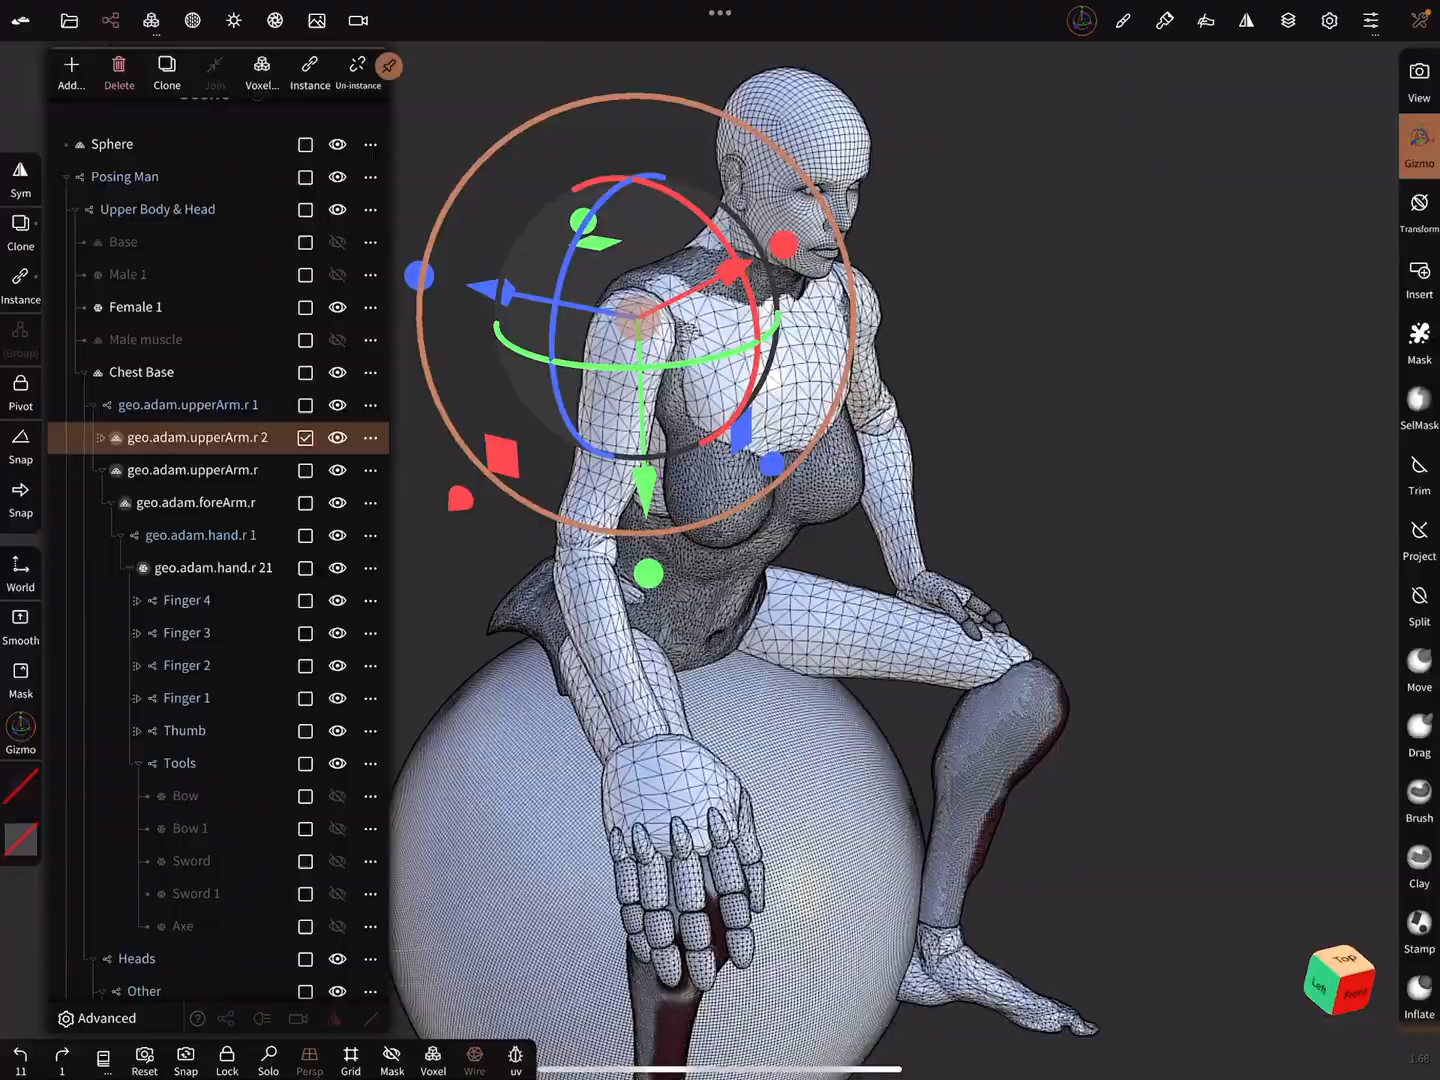 Add...
Delete
Clone
Join
Voxel...
Instance
Un-instance
Scene
Sphere
Posing Man
Upper Body & Head
Base
Male 1
Female 1
Male muscle
Chest Base
geo.adam.upperArm.r 1
geo.adam.upperArm.r 2
geo.adam.upperArm.r
geo.adam.foreArm.r
geo.adam.hand.r 1
geo.adam.hand.r 21
Finger 4
Finger 3
Finger 2
Finger 1
Thumb
Tools
Bow
Bow 1
Sword
Sword 1
Axe
Heads
Other
Advanced
Sym
Clone
Instance
(Group)
Pivot
Snap
Snap
World
Smooth
Mask
Gizmo
View
Gizmo
Transform
Insert
Mask
SelMask
Trim
Project
Split
Move
Drag
Brush
Clay
Stamp
Inflate
Top
Left
Front
11
1
...
Reset
Snap
Lock
Solo
Persp
Grid
Mask
Voxel
Wire
uv
1.68